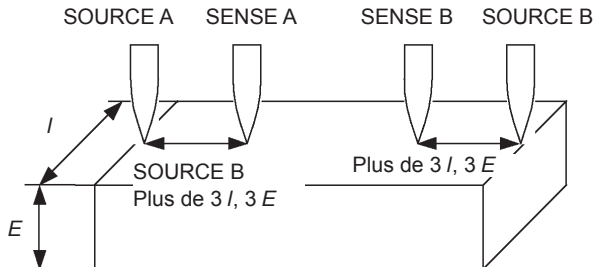 SOURCE A SENSE A SENSE B SOURCE B
l
SOURCE B
Plus de 3 l, 3 E
Plus de 3 l, 3 E
E